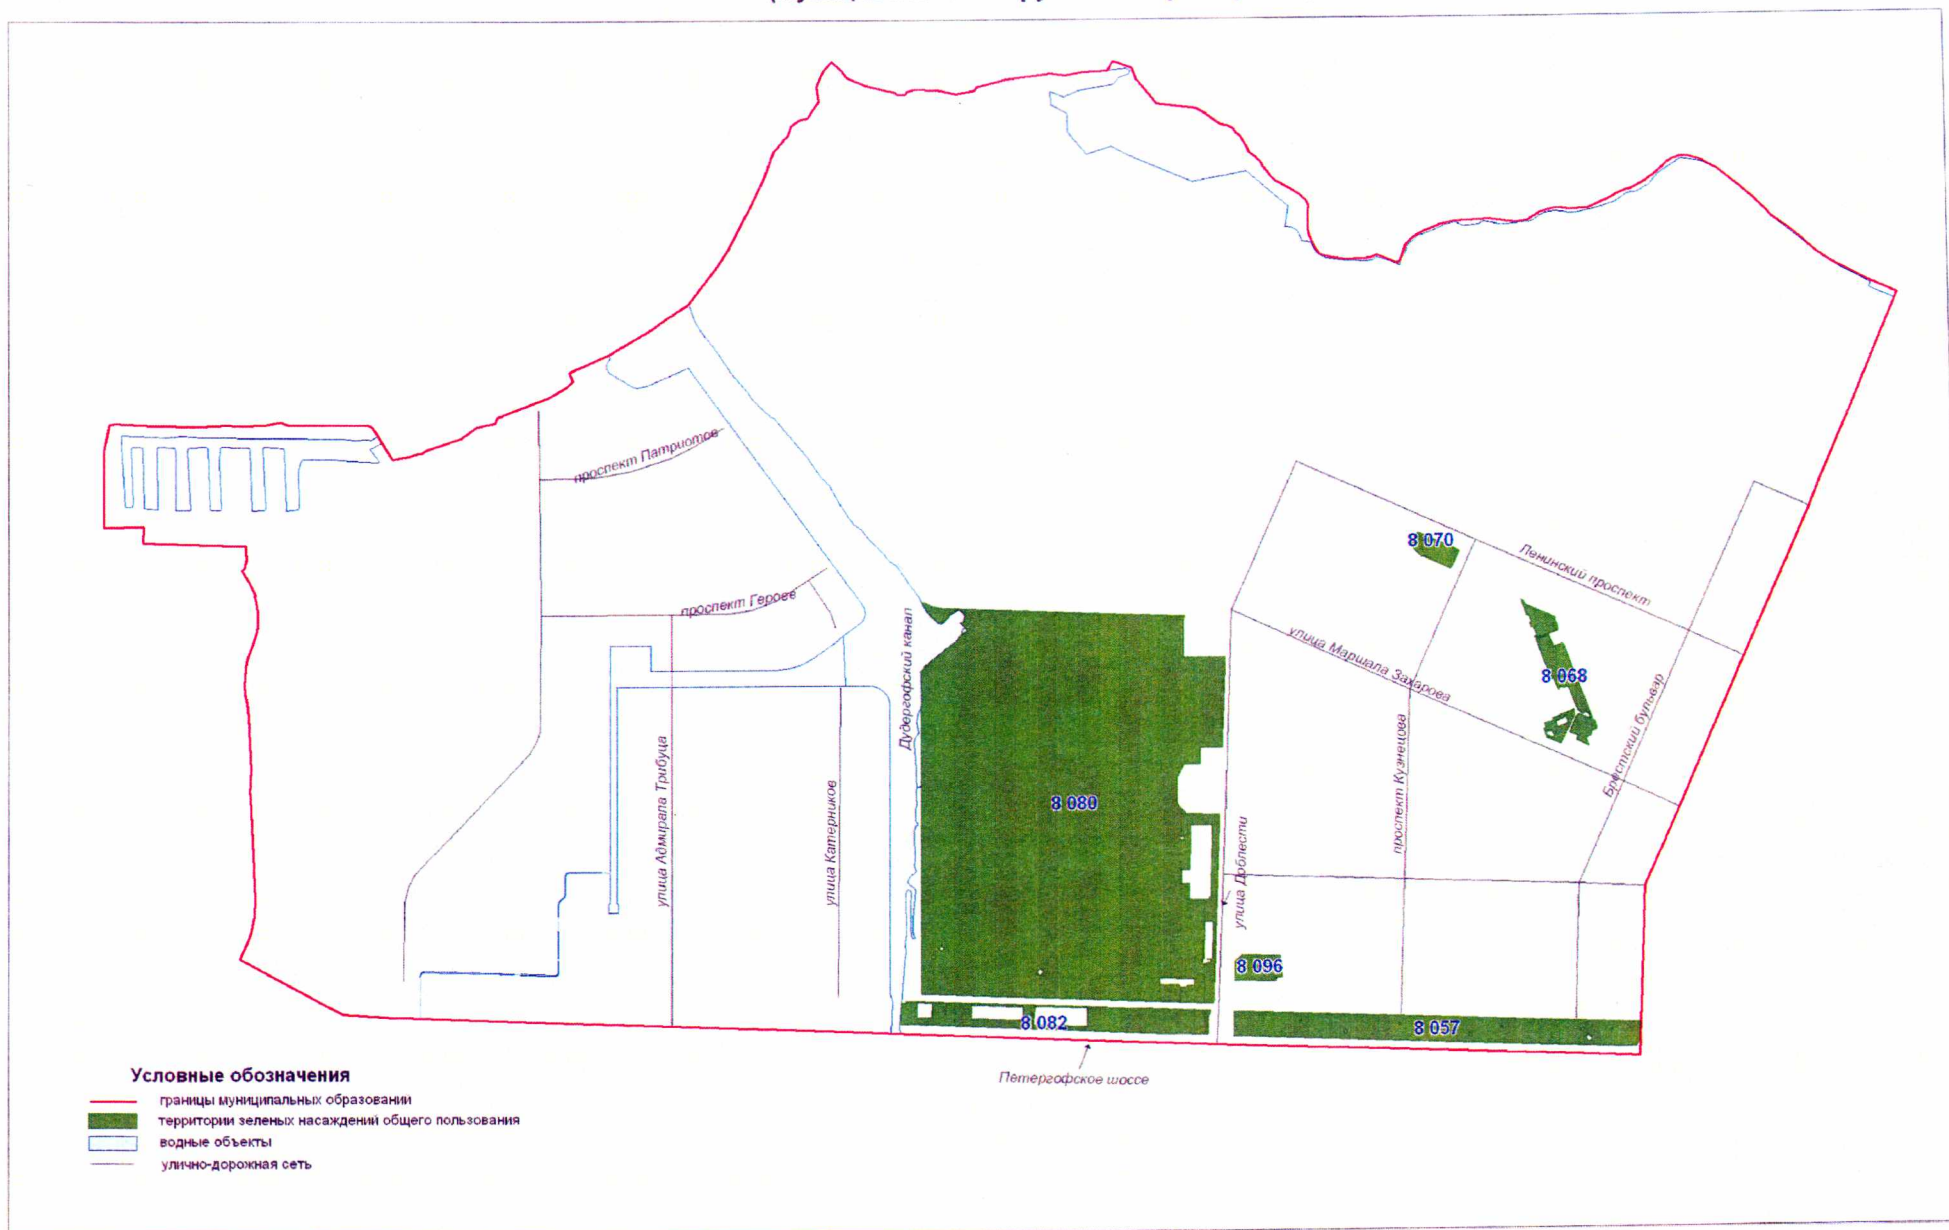 проспект Патриотов
проспект Героев
Дудергофский канал
улица Адмирала Трибуца
улица Катерников
8 070
Ленинский проспект
улица Маршала Захарова
8 068
Брестский бульвар
проспект Кузнецова
8 080
улица Доблести
8 096
8 082
8 057
Петергофское шоссе
Условные обозначения
границы муниципальных образований
территории зеленых насаждений общего пользования
водные объекты
улично-дорожная сеть